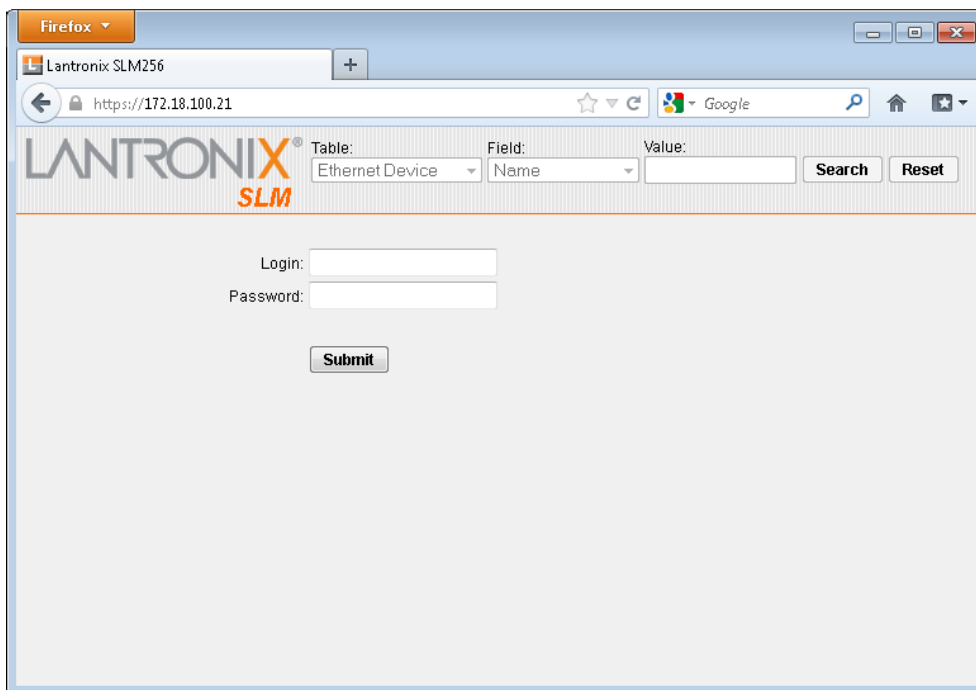 Firefox
Lantronix SLM256
https://172.18.100.21
Google
LANTRONIX®
SLM
Table: Field: Value:
Ethernet Device Name Search Reset
Login:
Password:
Submit